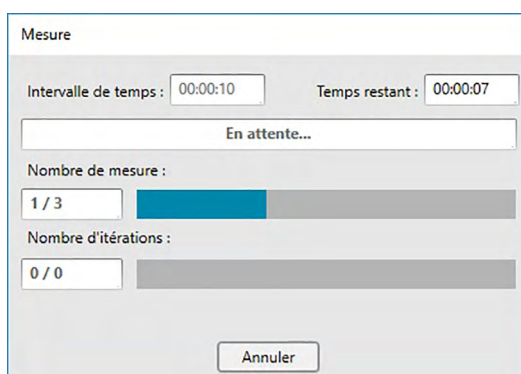 Mesure
Intervalle de temps : 00:00:10 Temps restant : 00:00:07
En attente...
Nombre de mesure :
1 / 3
Nombre d'itérations :
0 / 0
Annuler